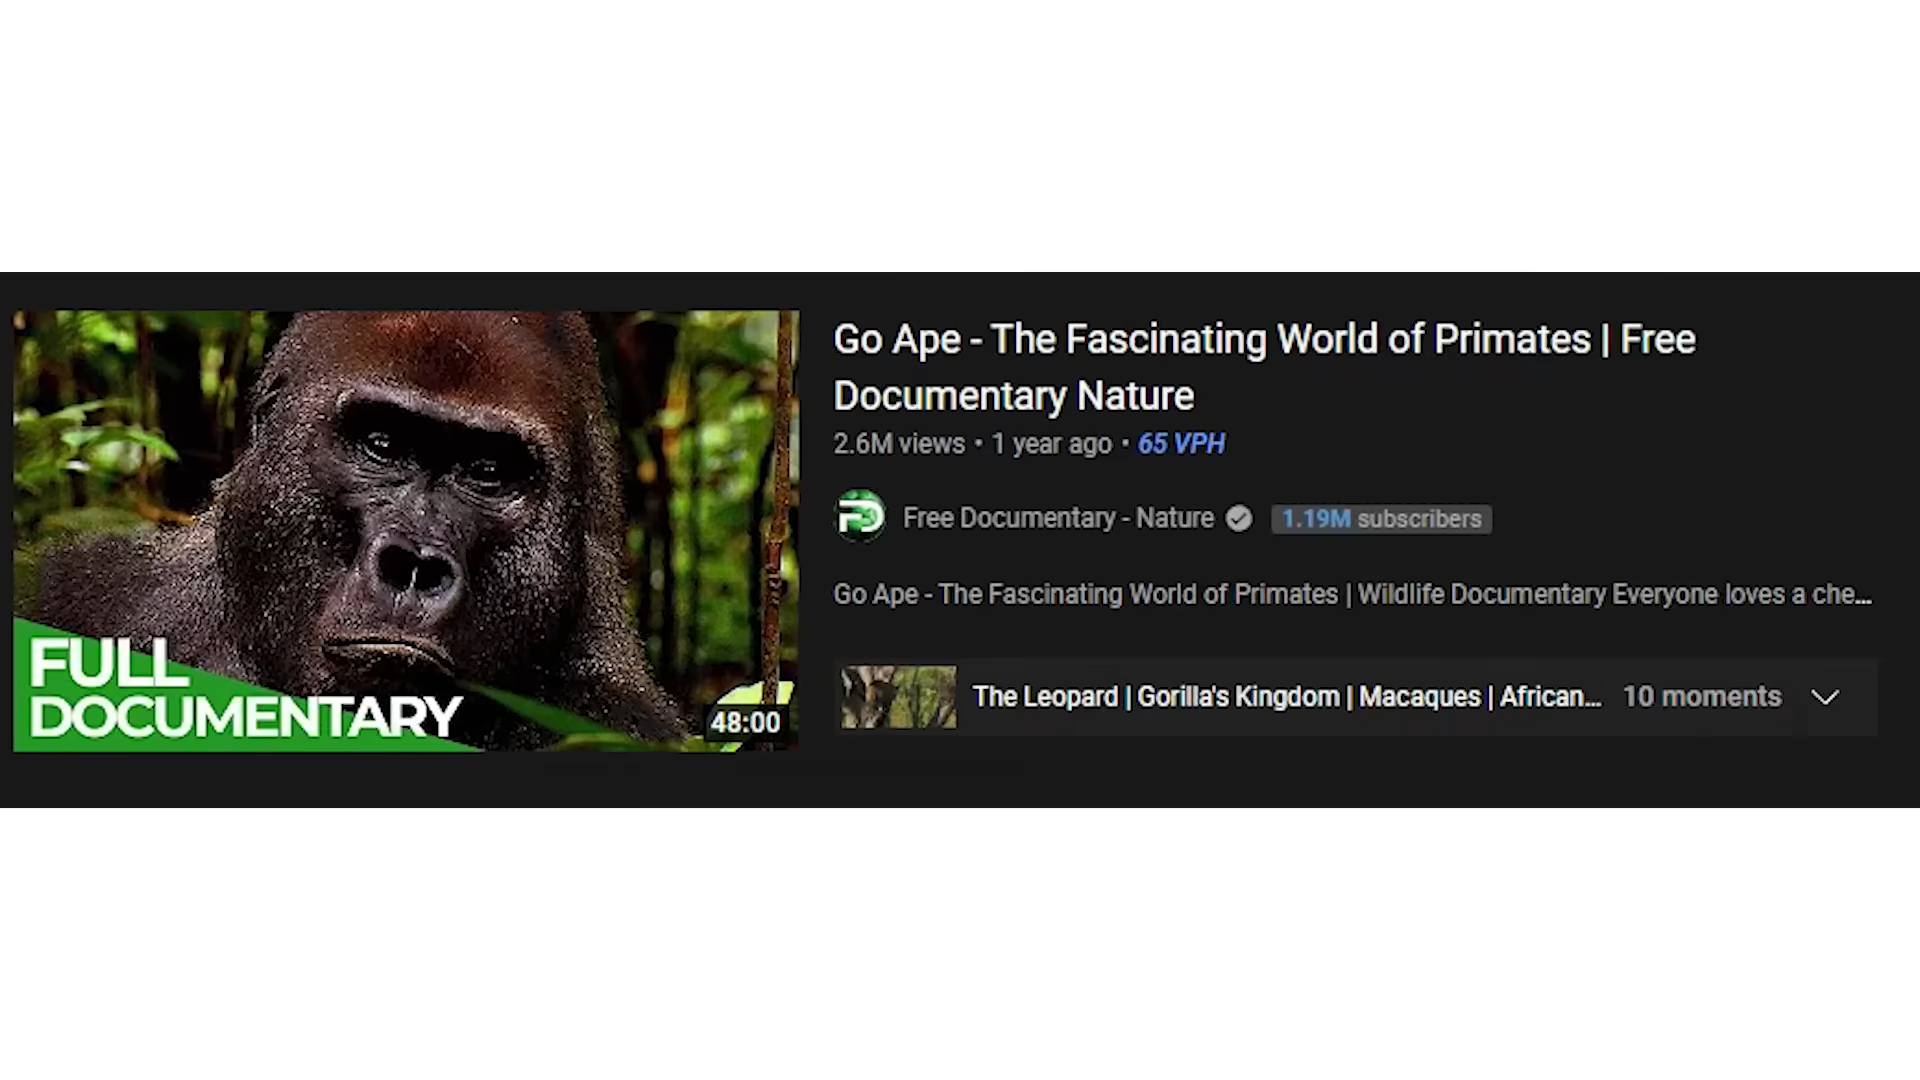 FULL
DOCUMENTARY
48:00
Go Ape - The Fascinating World of Primates | Free
Documentary Nature
2.6M views • 1 year ago • 65 VPH
Free Documentary - Nature
1.19M subscribers
Go Ape - The Fascinating World of Primates | Wildlife Documentary Everyone loves a che...
The Leopard | Gorilla's Kingdom | Macaques | African... 10 moments